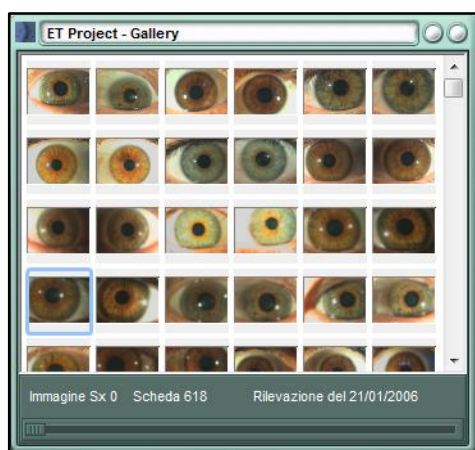 ET Project - Gallery
Immagine Sx 0 Scheda 618 Rilevazione del 21/01/2006